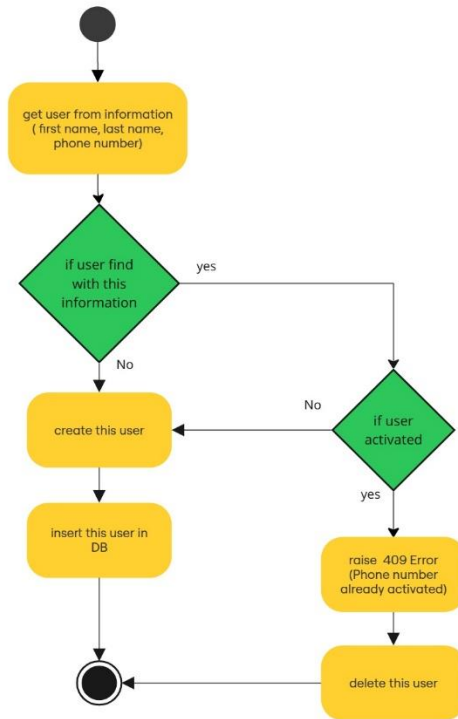 get user from information
( first name, last name,
phone number)
if user find
with this
information
yes
No
create this user
No
if user
activated
yes
insert this user in
DB
raise  409 Error
(Phone number
already activated)
delete this user